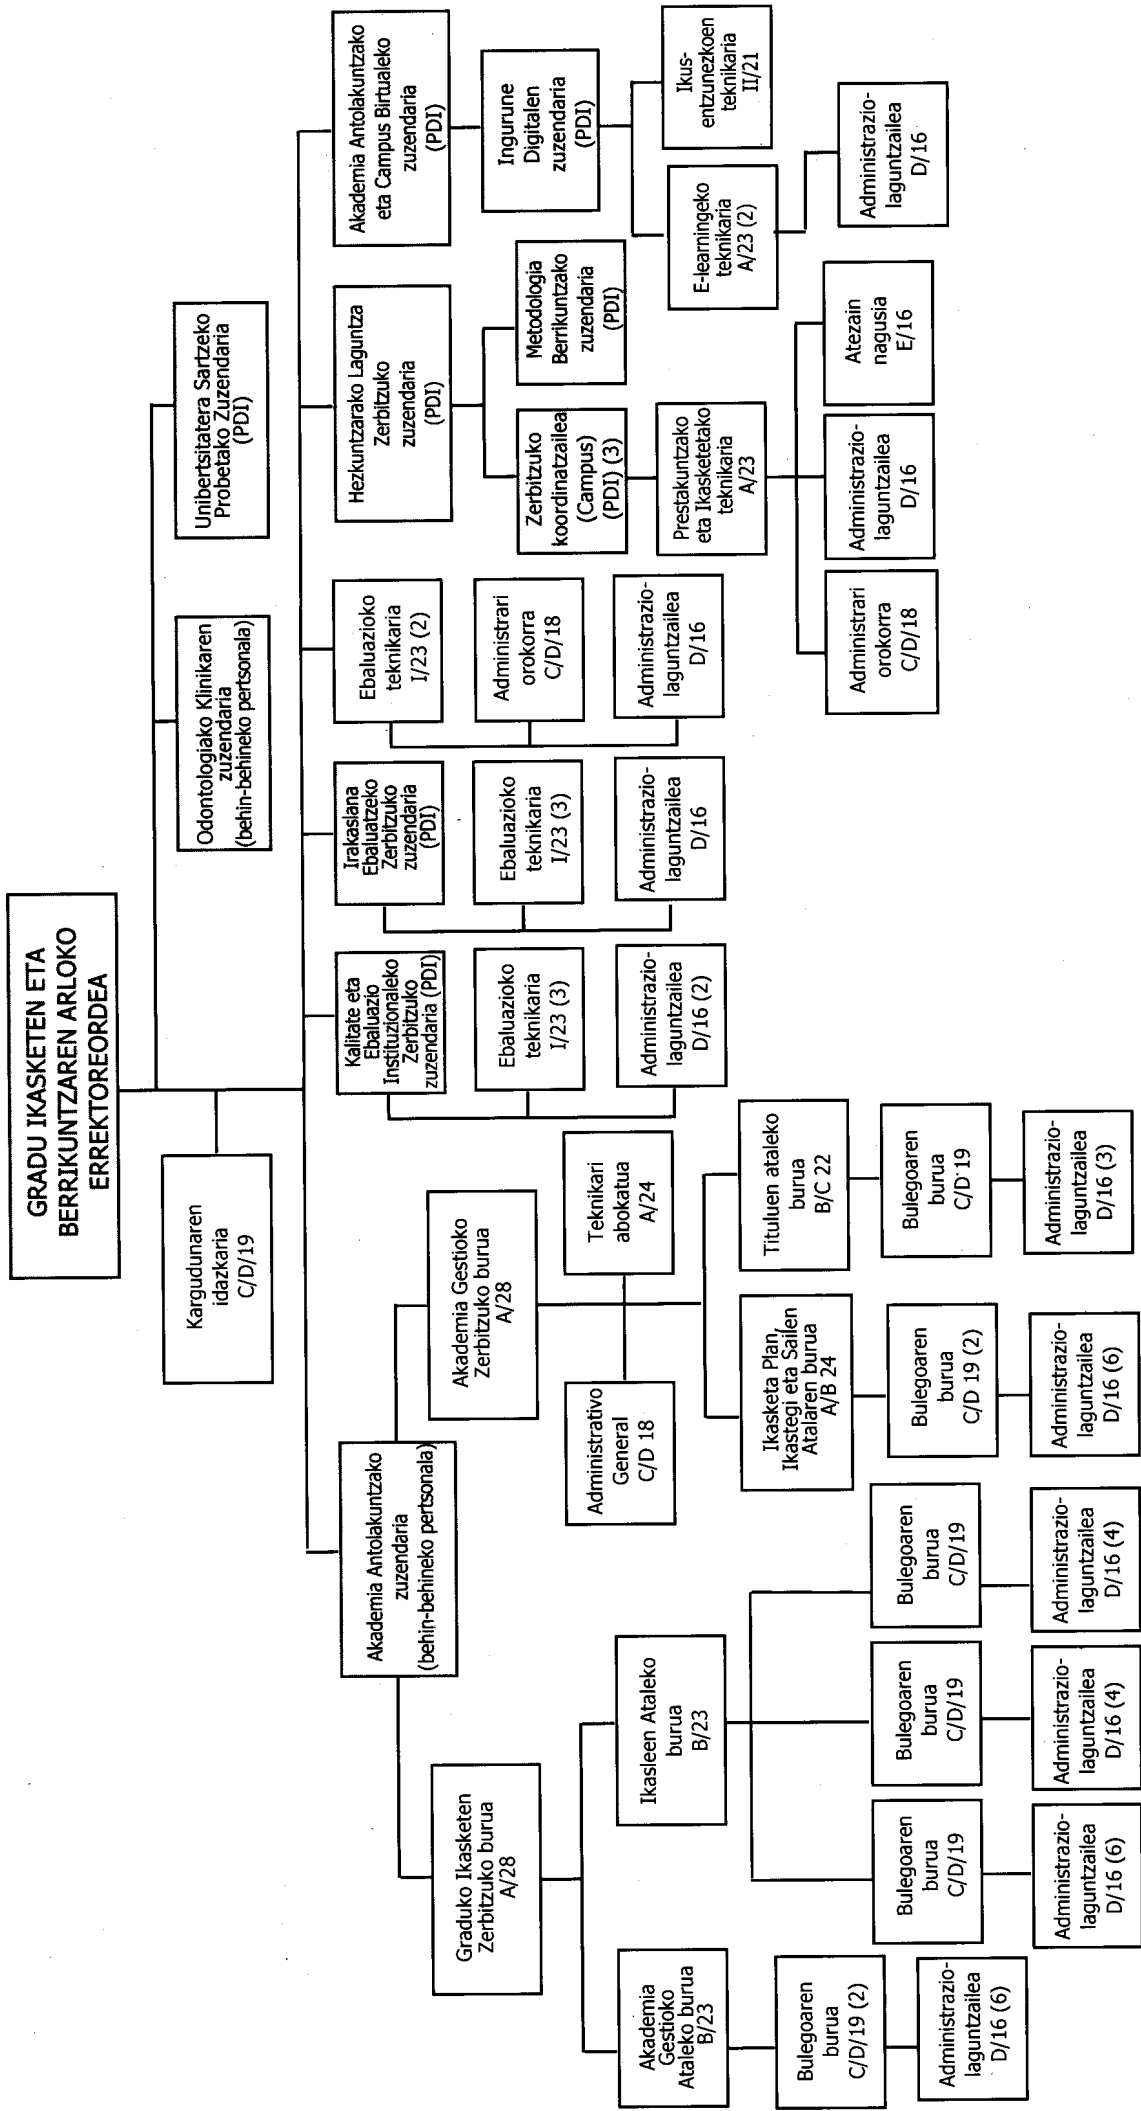 GRADU IKASKETEN ETA
BERRIKUNTZAREN ARLOKO
ERREKTOREORDEA
Kargudunaren
idazkaria
C/D/19
Odontologiako Klinikaren
zuzendaria
(behin-behineko pertsonala)
Unibertsitatera Sartzeko
Probetako Zuzendaria
(PDI)
Akademia Antolakuntzako
zuzendaria
(behin-behineko pertsonala)
Graduko Ikasketen
Zerbitzuko burua
A/28
Akademia
Gestioko
Ataleko burua
B/23
Bulegoaren
burua
C/D/19 (2)
Administrazio-
laguntzailea
D/16 (6)
Ikasleen Ataleko
burua
B/23
Bulegoaren
burua
C/D/19
Administrazio-
laguntzailea
D/16 (6)
Bulegoaren
burua
C/D/19
Administrazio-
laguntzailea
D/16 (4)
Bulegoaren
burua
C/D/19
Administrazio-
laguntzailea
D/16 (4)
Akademia Gestioko
Zerbitzuko burua
A/28
Administrativo
General
C/D 18
Teknikari
abokatua
A/24
Ikasketa Plan,
Ikastegi eta Sailen
Atalaren burua
A/B 24
Bulegoaren
burua
C/D 19 (2)
Administrazio-
laguntzailea
D/16 (6)
Tituluen ataleko
burua
B/C 22
Bulegoaren
burua
C/D 19
Administrazio-
laguntzailea
D/16 (3)
Kalitate eta
Ebaluazio
Instituzionaleko
Zerbitzuko
zuzendaria (PDI)
Ebaluazioko
teknikaria
I/23 (3)
Administrazio-
laguntzailea
D/16 (2)
Irakaslana
Ebaluatzeko
Zerbitzuko
zuzendaria
(PDI)
Ebaluazioko
teknikaria
I/23 (3)
Administrazio-
laguntzailea
D/16
Ebaluazioko
teknikaria
I/23 (2)
Administrari
orokorra
C/D/18
Administrazio-
laguntzailea
D/16
Hezkuntzarako Laguntza
Zerbitzuko
zuzendaria
(PDI)
Zerbitzuko
koordinatzailea
(Campus)
(PDI) (3)
Metodologia
Berrikuntzako
zuzendaria
(PDI)
Prestakuntzako
eta Ikasketetako
teknikaria
A/23
Administrari
orokorra
C/D/18
Administrazio-
laguntzailea
D/16
Atezain
nagusia
E/16
Akademia Antolakuntzako
eta Campus Birtualeko
zuzendaria
(PDI)
Ingurune
Digitalen
zuzendaria
(PDI)
E-learningeko
teknikaria
A/23 (2)
Ikus-
entzunezkoen
teknikaria
II/21
Administrazio-
laguntzailea
D/16